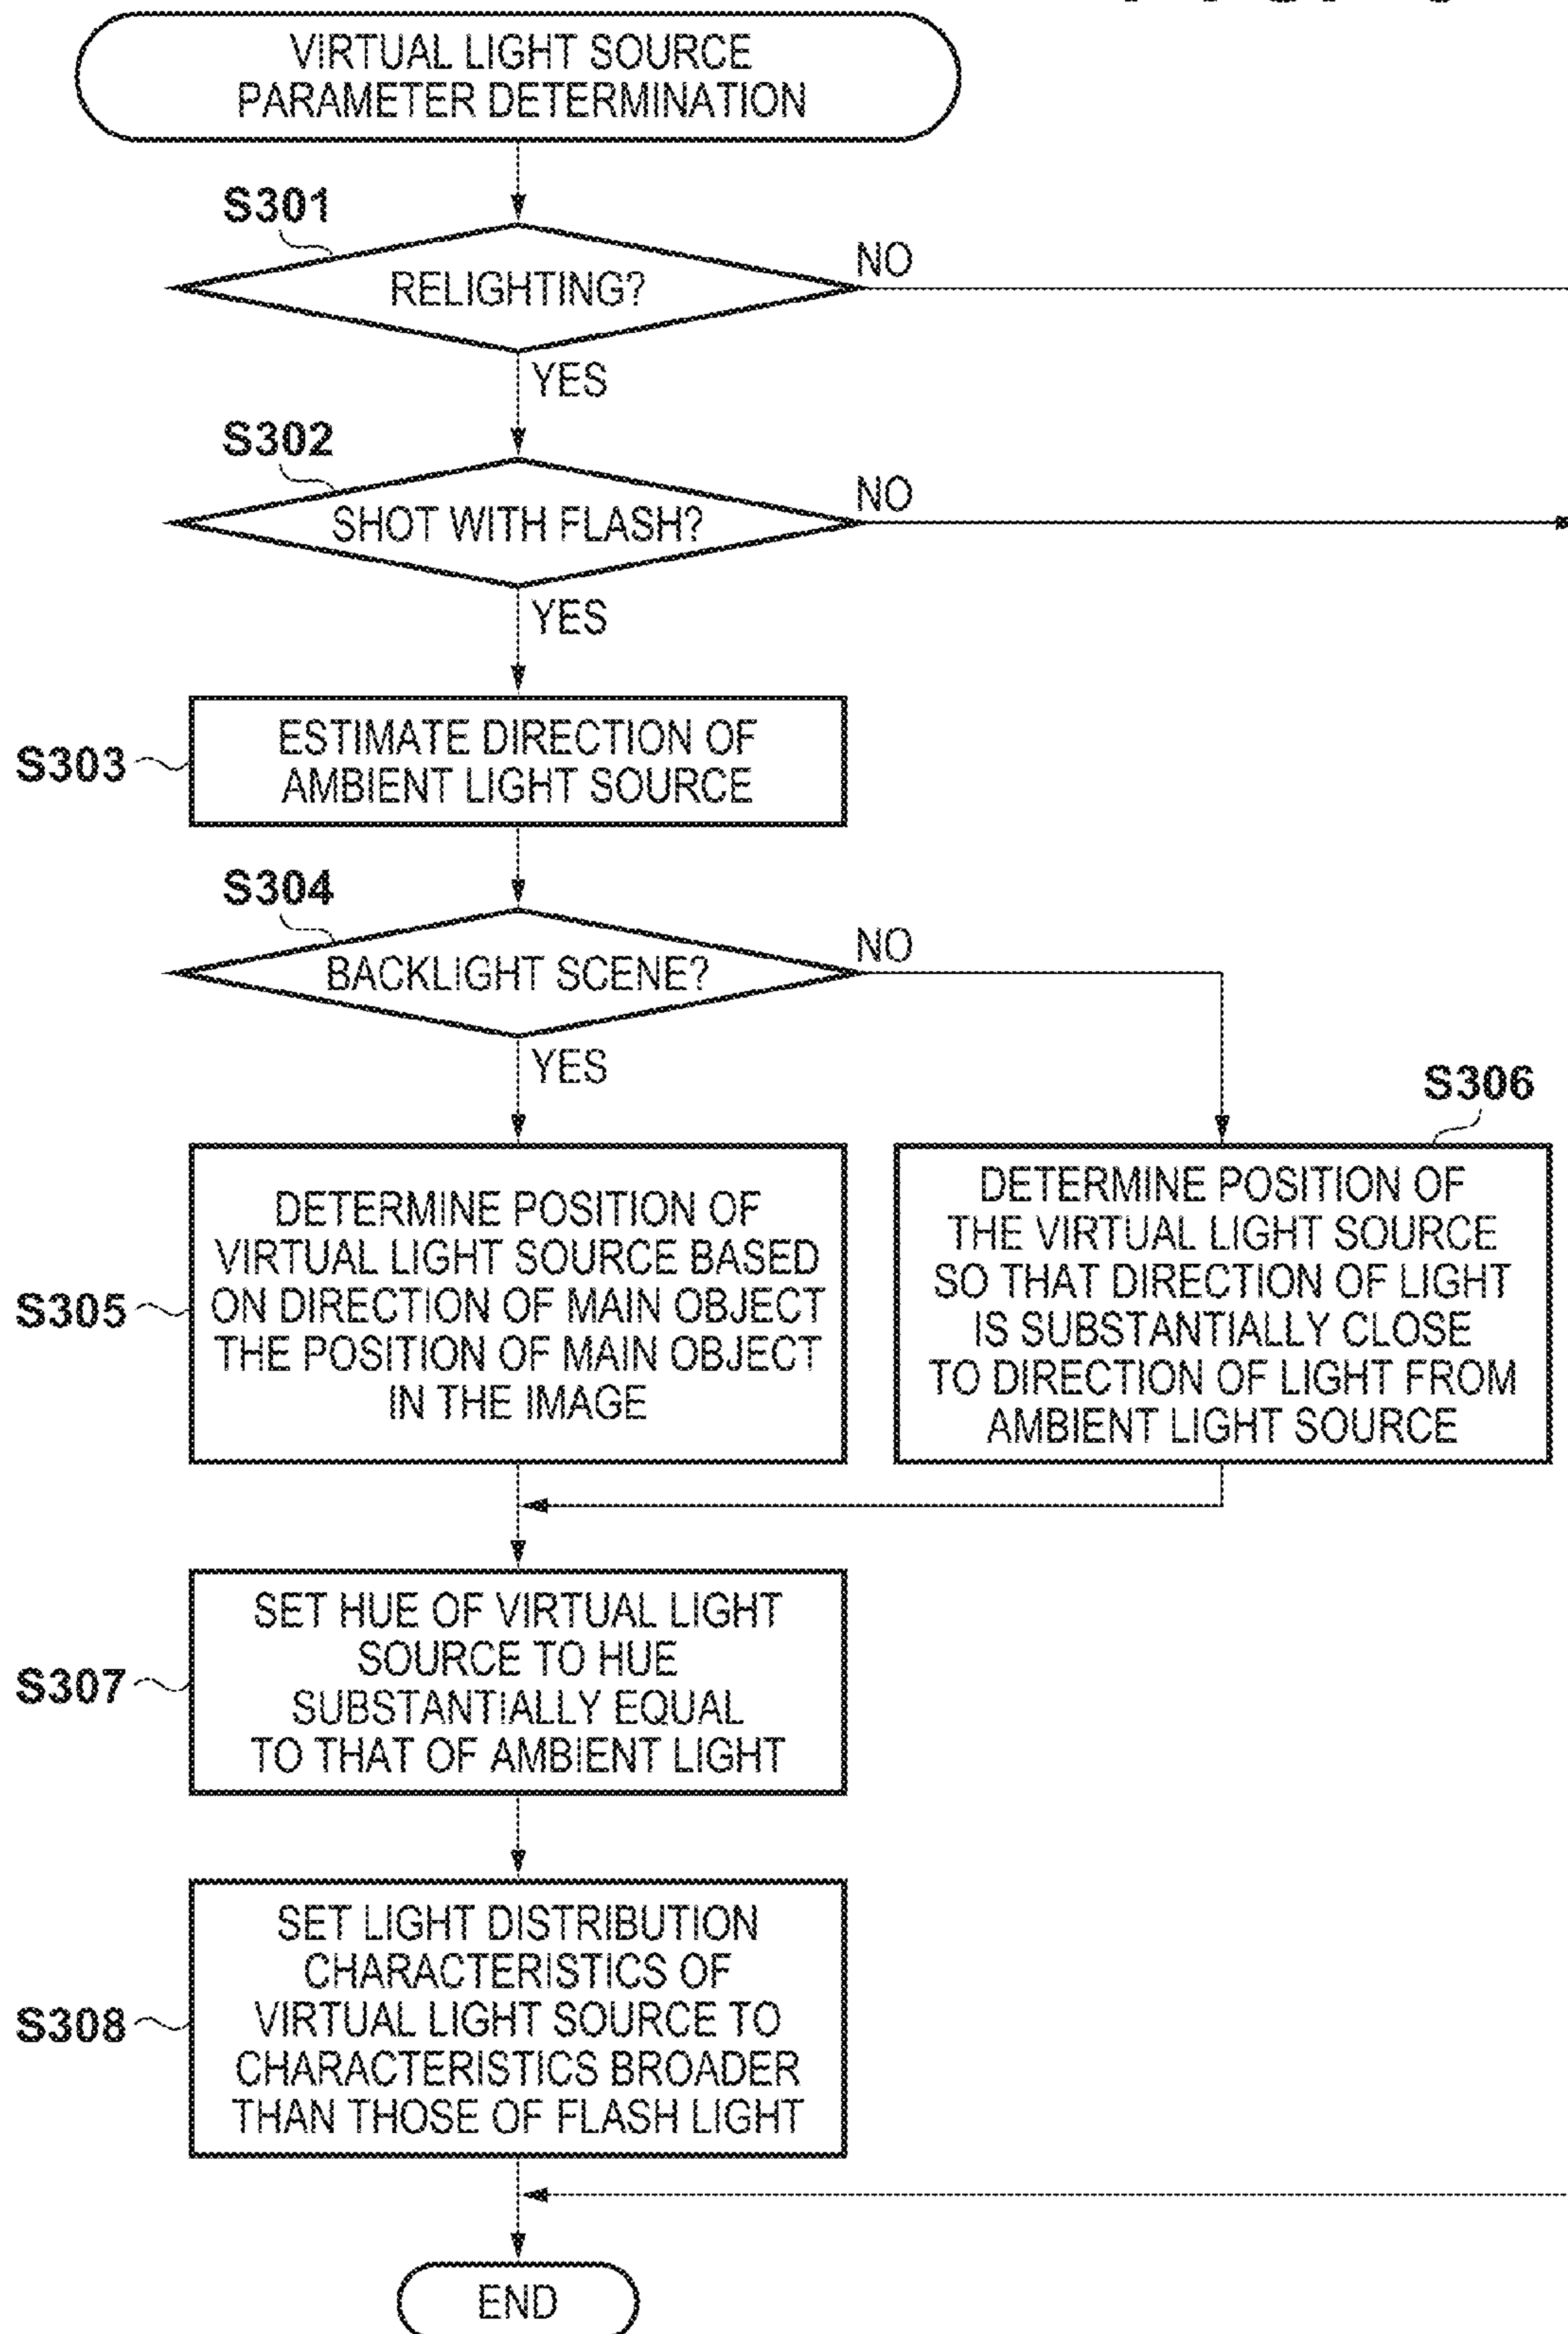 VIRTUAL LIGHT SOURCE
PARAMETER DETERMINATION
S301
RELIGHTING?
NO
YES
S302
SHOT WITH FLASH?
NO
YES
S303
ESTIMATE DIRECTION OF
AMBIENT LIGHT SOURCE
S304
BACKLIGHT SCENE?
NO
YES
S305
DETERMINE POSITION OF
VIRTUAL LIGHT SOURCE BASED
ON DIRECTION OF MAIN OBJECT
THE POSITION OF MAIN OBJECT
IN THE IMAGE
S306
DETERMINE POSITION OF
THE VIRTUAL LIGHT SOURCE
SO THAT DIRECTION OF LIGHT
IS SUBSTANTIALLY CLOSE
TO DIRECTION OF LIGHT FROM
AMBIENT LIGHT SOURCE
S307
SET HUE OF VIRTUAL LIGHT
SOURCE TO HUE
SUBSTANTIALLY EQUAL
TO THAT OF AMBIENT LIGHT
S308
SET LIGHT DISTRIBUTION
CHARACTERISTICS OF
VIRTUAL LIGHT SOURCE TO
CHARACTERISTICS BROADER
THAN THOSE OF FLASH LIGHT
END